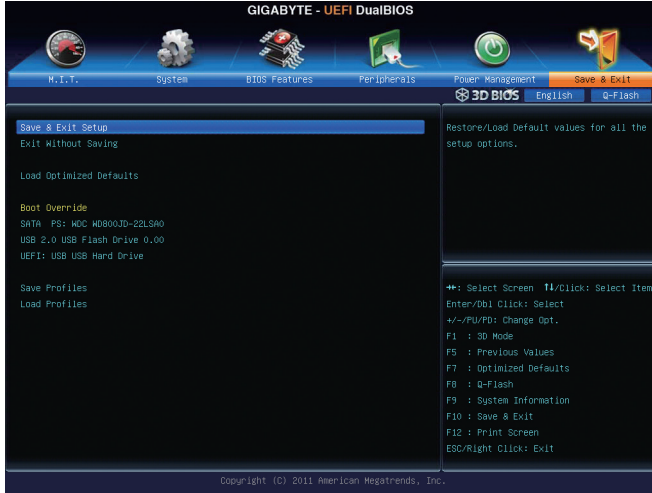 GIGABYTE - UEFI DualBIOS
M.I.T.
System
BIOS Features
Peripherals
Power Management
Save & Exit
3D BIOS
English
Q-Flash
Save & Exit Setup
Exit Without Saving
Load Optimized Defaults
Boot Override
SATA PS: WDC WD800JD-22LSA0
USB 2.0 USB Flash Drive 0.00
UEFI: USB USB Hard Drive
Save Profiles
Load Profiles
Restore/Load Default values for all the
setup options.
→←: Select Screen ↑↓/Click: Select Item
Enter/Dbl Click: Select
+/-/PU/PD: Change Opt.
F1 : 3D Mode
F5 : Previous Values
F7 : Optimized Defaults
F8 : Q-Flash
F9 : System Information
F10 : Save & Exit
F12 : Print Screen
ESC/Right Click: Exit
Copyright (C) 2011 American Megatrends, Inc.